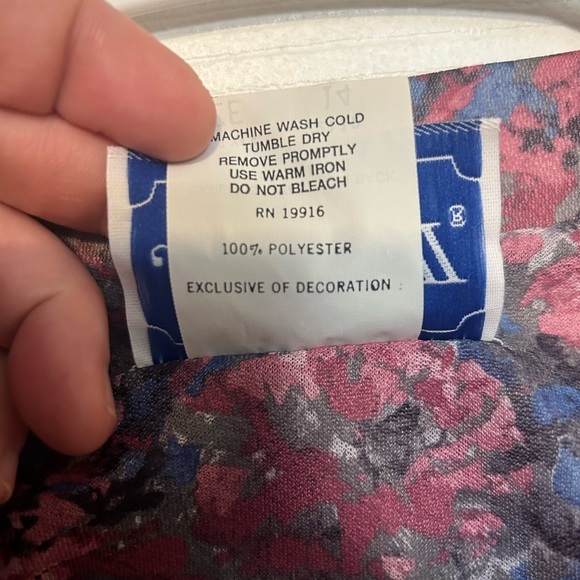 MACHINE WASH COLD
TUMBLE DRY
REMOVE PROMPTLY
USE WARM IRON
DO NOT BLEACH
RN 19916
100% POLYESTER
EXCLUSIVE OF DECORATION
14
®